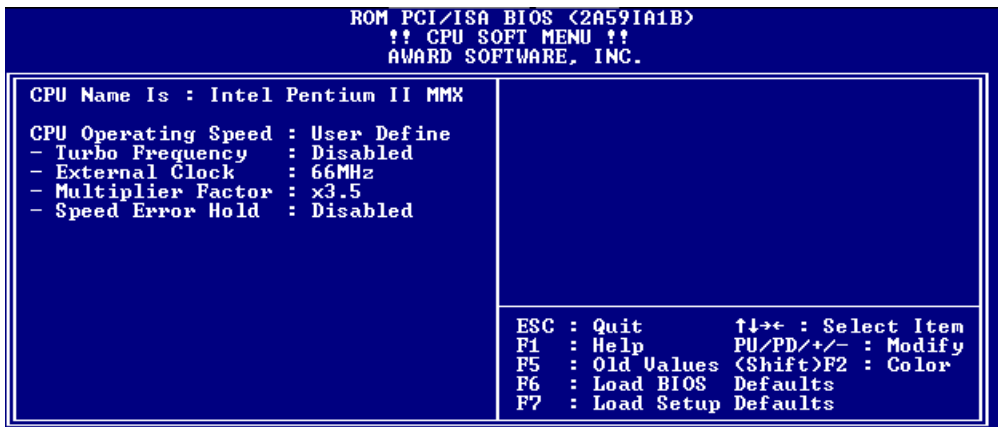 ROM PCI/ISA BIOS (2A59IA1B)
!! CPU SOFT MENU !!
AWARD SOFTWARE, INC.
CPU Name Is : Intel Pentium II MMX
CPU Operating Speed : User Define
- Turbo Frequency : Disabled
- External Clock : 66MHz
- Multiplier Factor : x3.5
- Speed Error Hold : Disabled
ESC : Quit ↑↓→← : Select Item
F1 : Help PU/PD/+/- : Modify
F5 : Old Values (Shift)F2 : Color
F6 : Load BIOS Defaults
F7 : Load Setup Defaults